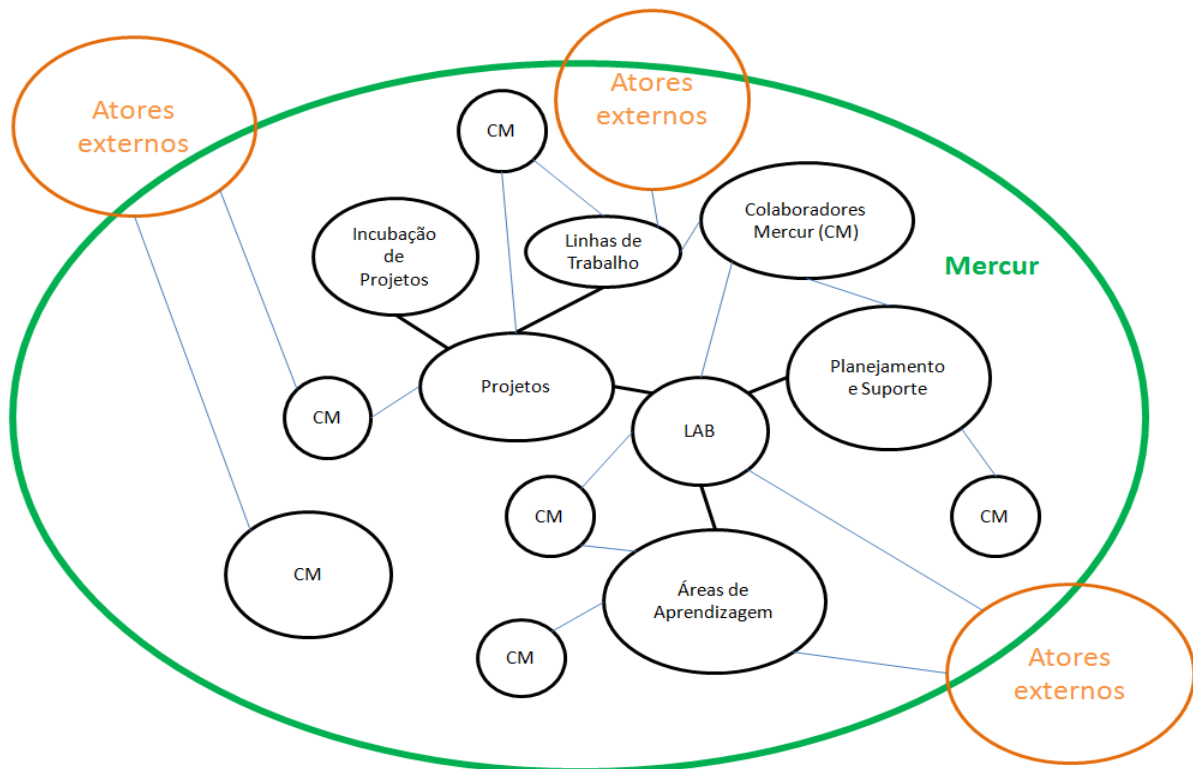 Atores
externos
Atores
externos
CM
Colaboradores
Mercur (CM)
Incubação
de
Projetos
Linhas de
Trabalho
Mercur
Planejamento
e Suporte
Projetos
CM
LAB
CM
CM
CM
Áreas de
Aprendizagem
CM
Atores
externos